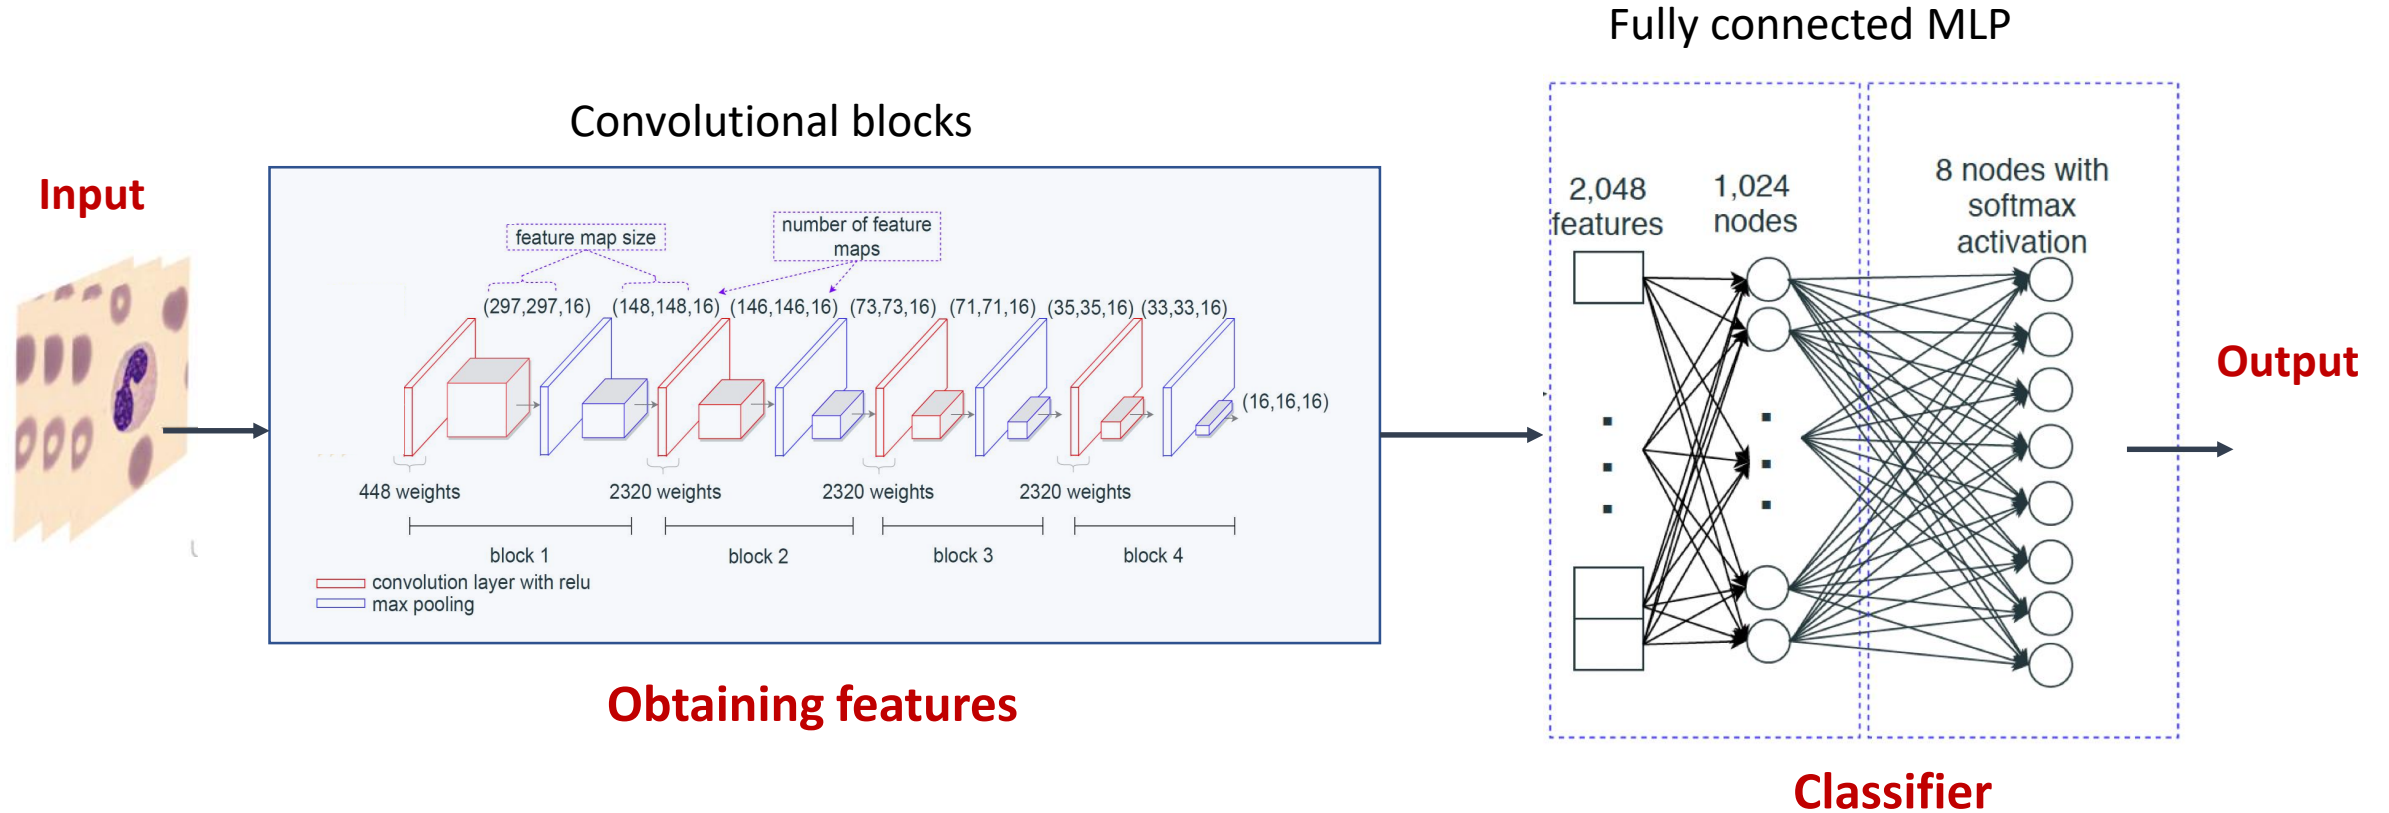 Fully connected MLP
Convolutional blocks
Input
feature map size
number of feature
maps
(297,297,16)
(148,148,16)
(146,146,16)
(73,73,16)
(71,71,16)
(35,35,16)
(33,33,16)
(16,16,16)
448 weights
2320 weights
2320 weights
2320 weights
block 1
block 2
block 3
block 4
convolution layer with relu
max pooling
Obtaining features
2,048
features
1,024
nodes
8 nodes with
softmax
activation
Output
Classifier